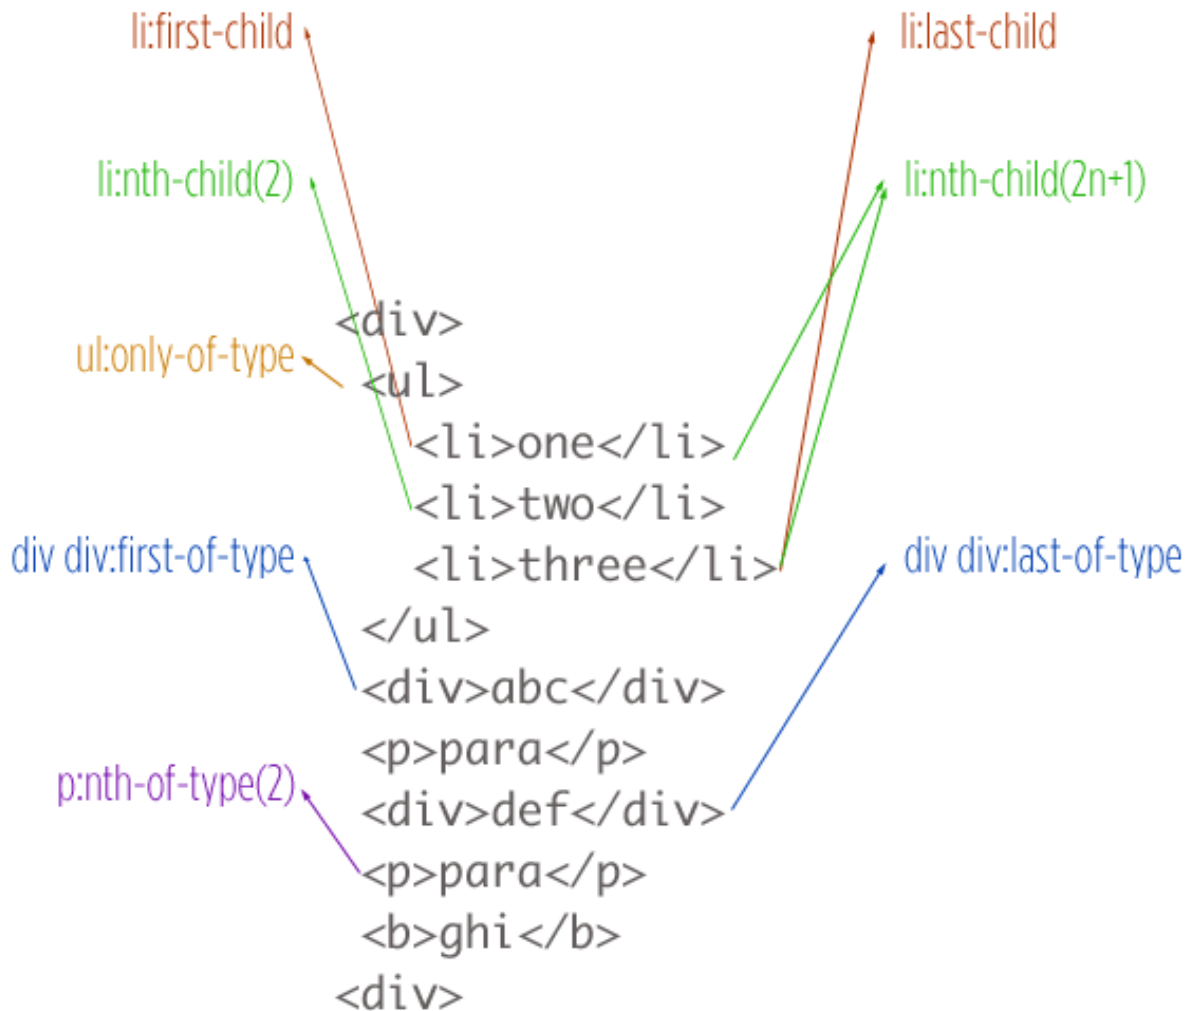 li:first-child
li:last-child
li:nth-child(2)
li:nth-child(2n+1)
<div>
ul:only-of-type
<ul>
<li>one</li>
<li>two</li>
div div:first-of-type
<li>three</li>
div div:last-of-type
</ul>
<div>abc</div>
<p>para</p>
p:nth-of-type(2)
<div>def</div>
<p>para</p>
<b>ghi</b>
<div>